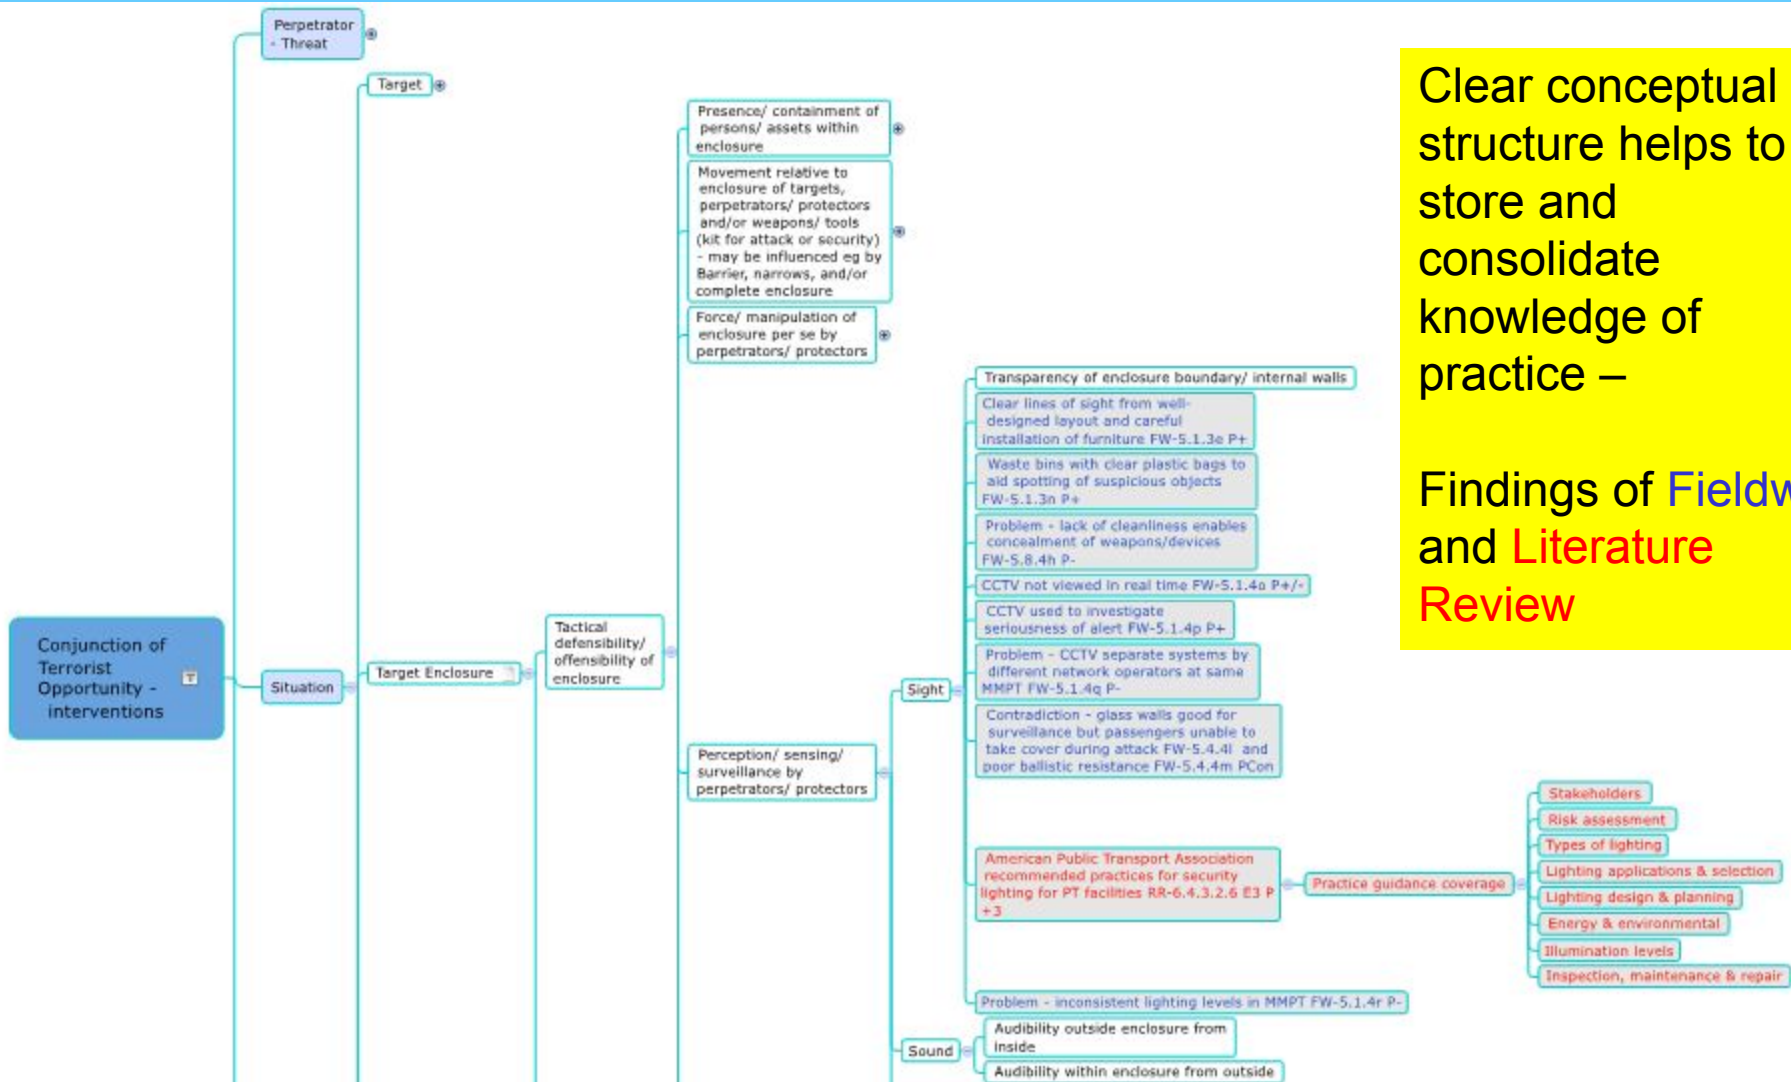 Perpetrator
- Threat
Target
Presence/ containment of
persons/ assets within
enclosure
Movement relative to
enclosure of targets,
perpetrators/ protectors
and/or weapons/ tools
(kit for attack or security)
- may be influenced eg by
Barrier, narrows, and/or
complete enclosure
Force/ manipulation of
enclosure per se by
perpetrators/ protectors
Clear conceptual
structure helps to
store and
consolidate
knowledge of
practice –
Findings of Fieldw
and Literature
Review
Transparency of enclosure boundary/ internal walls
Clear lines of sight from well-
designed layout and careful
installation of furniture FW-5.1.3e P+
Waste bins with clear plastic bags to
aid spotting of suspicious objects
FW-5.1.3n P+
Problem - lack of cleanliness enables
concealment of weapons/devices
FW-5.8.4h P-
CCTV not viewed in real time FW-5.1.4o P+/-
CCTV used to investigate
seriousness of alert FW-5.1.4p P+
Problem - CCTV separate systems by
different network operators at same
MMPT FW-5.1.4q P-
Contradiction - glass walls good for
surveillance but passengers unable to
take cover during attack FW-5.4.4l and
poor ballistic resistance FW-5.4.4m PCon
Conjunction of
Terrorist
Opportunity -
interventions
T
Situation
Target Enclosure
Tactical
defensibility/
offensibility of
enclosure
Perception/ sensing/
surveillance by
perpetrators/ protectors
Sight
American Public Transport Association
recommended practices for security
lighting for PT facilities RR-6.4.3.2.6 E3 P
+3
Practice guidance coverage
Stakeholders
Risk assessment
Types of lighting
Lighting applications & selection
Lighting design & planning
Energy & environmental
Illumination levels
Inspection, maintenance & repair
Problem - inconsistent lighting levels in MMPT FW-5.1.4r P-
Sound
Audibility outside enclosure from
inside
Audibility within enclosure from outside